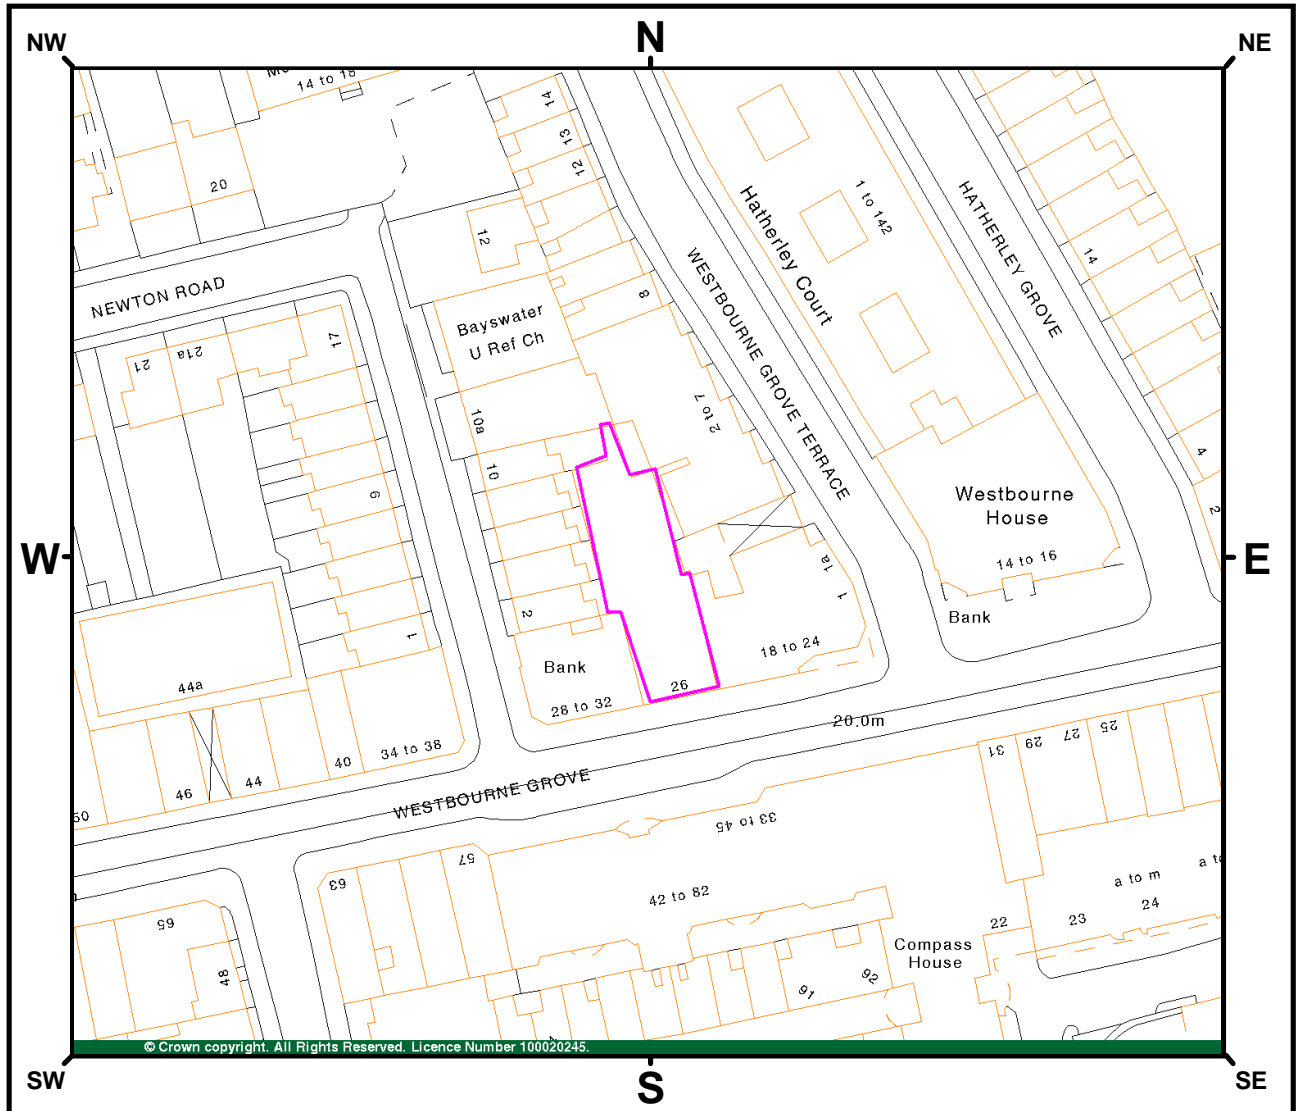 N
NW
NE
14 to 18
14
13
12
20
12
1 to 142
Hatherley Court
HATHERLEY GROVE
14
WESTBOURNE GROVE TERRACE
NEWTON ROAD
8
Bayswater
U Ref Ch
17
21
21a
2 to 7
10a
10
9
4
2
Westbourne
House
14 to 16
Bank
W
E
1a
1
2
1
18 to 24
Bank
26
28 to 32
44a
20.0m
34 to 38
40
44
46
50
WESTBOURNE GROVE
31
29
27
25
33 to 45
57
63
42 to 82
a to m
24
23
22
65
48
Compass
House
91
92
© Crown copyright. All Rights Reserved. Licence Number 100020245.
SW
S
SE